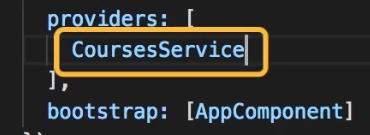 providers: [
CoursesService
],
bootstrap: [AppComponent]
})